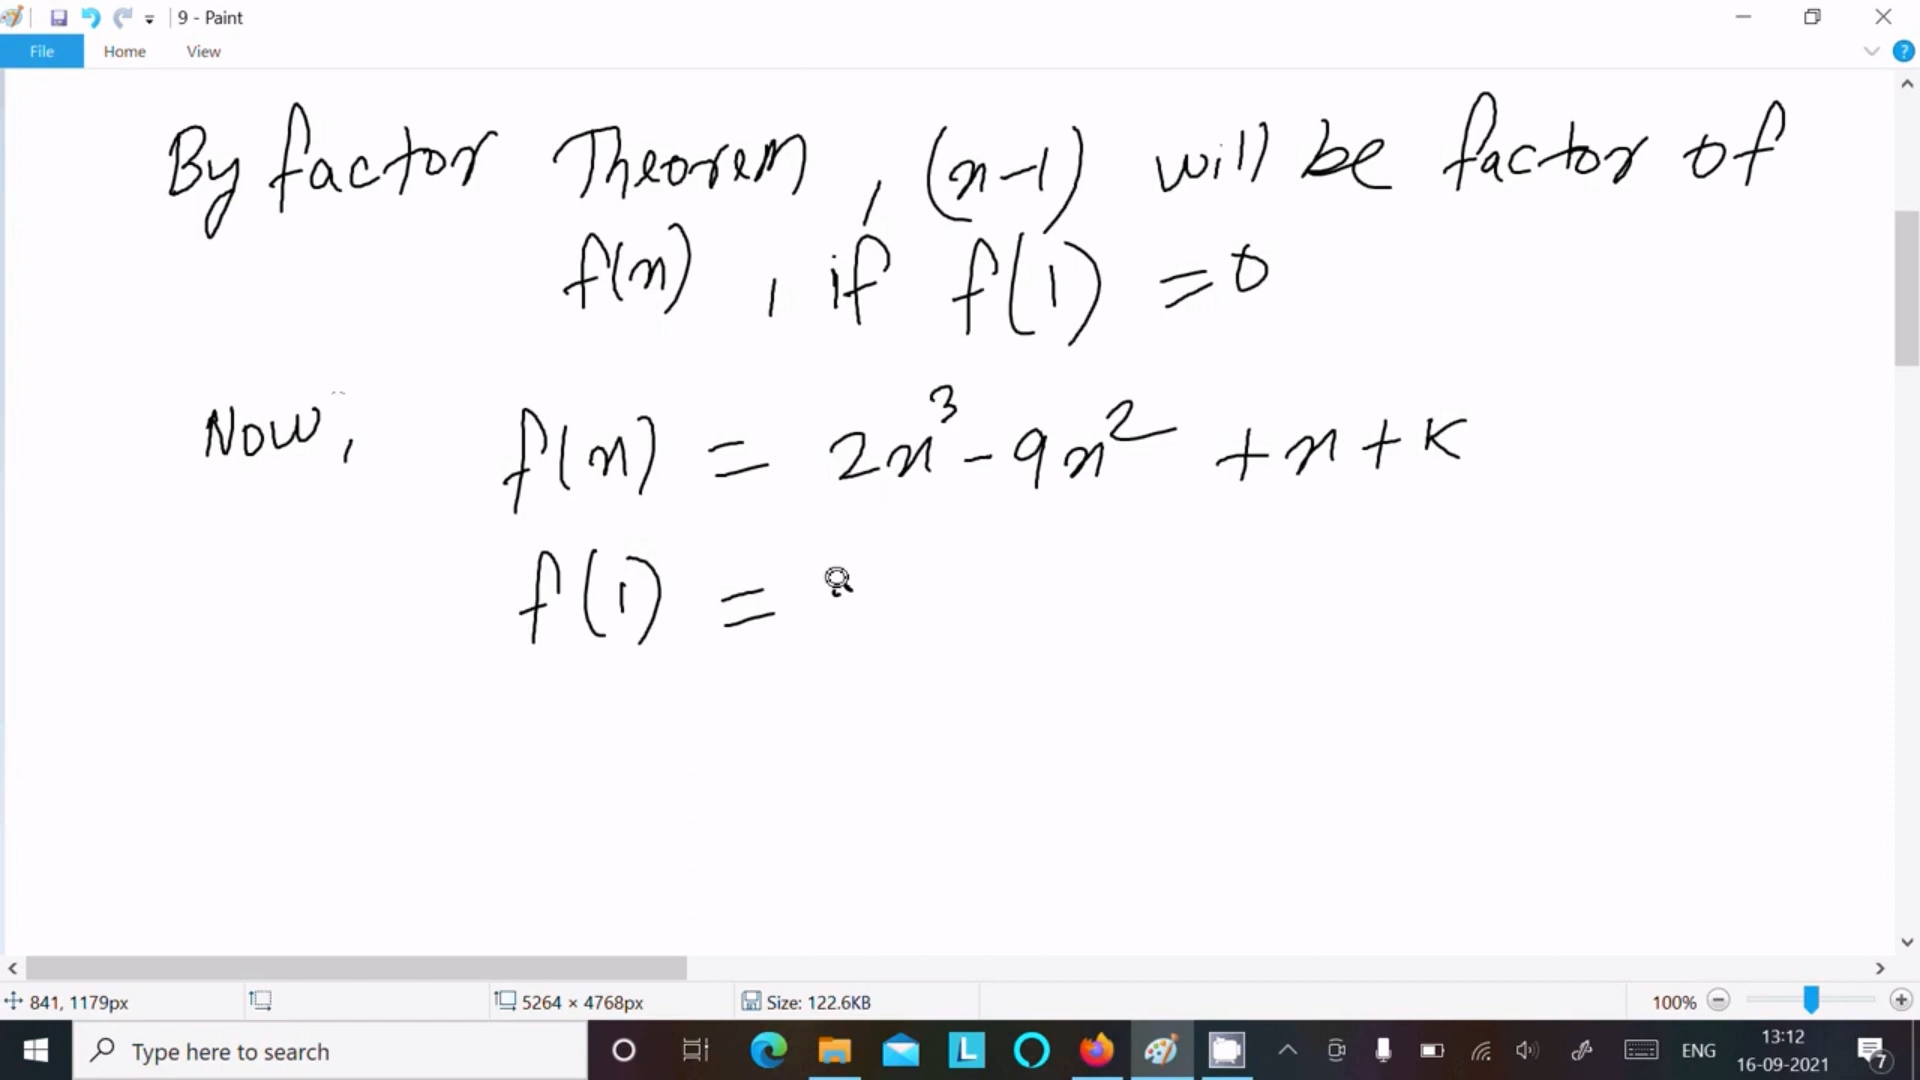 9 - Paint
File Home View
By factor Theorem, (x-1) will be factor of
f(x), if f(1) = 0
Now, f(x) = 2x³ - 9x² + x + K
f(1) =
841, 1179px 5264 × 4768px Size: 122.6KB 100%
Type here to search L ENG 13:12
16-09-2021 7